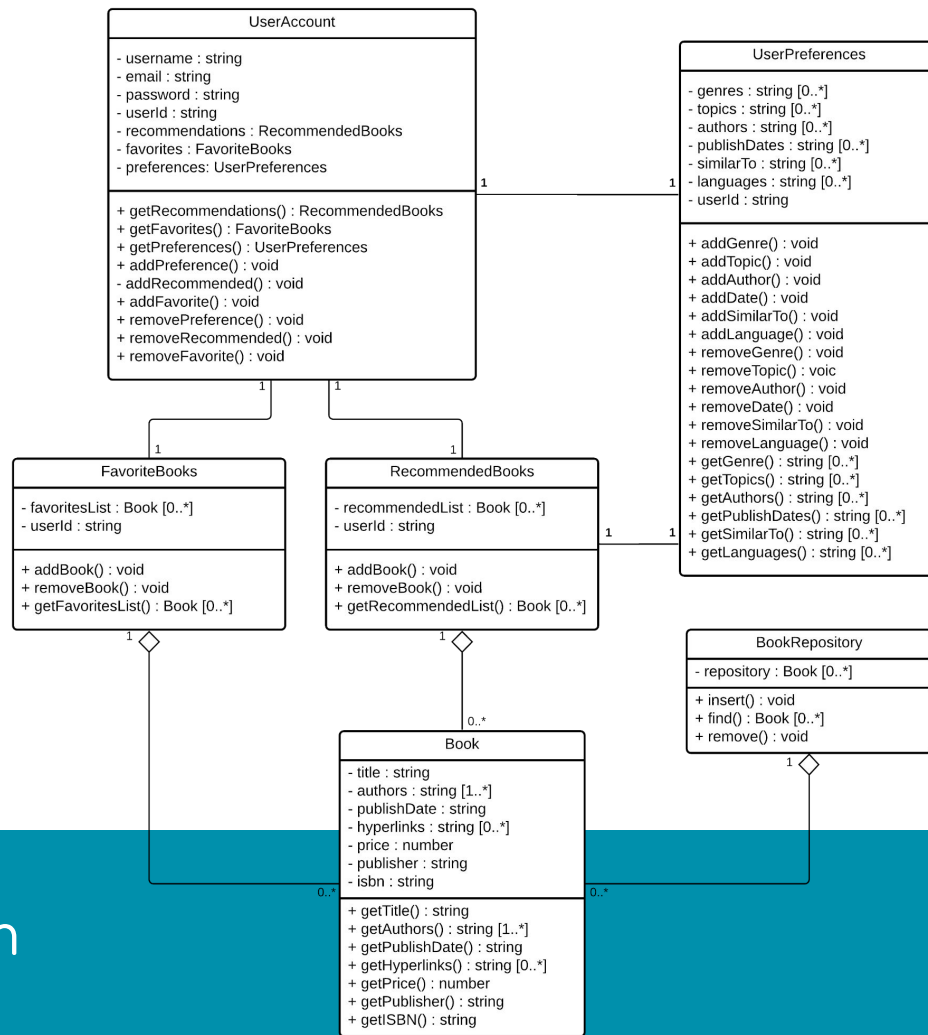 UserAccount
- username : string
- email : string
- password : string
- userId : string
- recommendations : RecommendedBooks
- favorites : FavoriteBooks
- preferences: UserPreferences
+ getRecommendations() : RecommendedBooks
+ getFavorites() : FavoriteBooks
+ getPreferences() : UserPreferences
+ addPreference() : void
- addRecommended() : void
+ addFavorite() : void
+ removePreference() : void
+ removeRecommended() : void
+ removeFavorite() : void
1
1
UserPreferences
- genres : string [0..*]
- topics : string [0..*]
- authors : string [0..*]
- publishDates : string [0..*]
- similarTo : string [0..*]
- languages : string [0..*]
- userId : string
+ addGenre() : void
+ addTopic() : void
+ addAuthor() : void
+ addDate() : void
+ addSimilarTo() : void
+ addLanguage() : void
+ removeGenre() : void
+ removeTopic() : voic
+ removeAuthor() : void
+ removeDate() : void
+ removeSimilarTo() : void
+ removeLanguage() : void
+ getGenre() : string [0..*]
+ getTopics() : string [0..*]
+ getAuthors() : string [0..*]
+ getPublishDates() : string [0..*]
+ getSimilarTo() : string [0..*]
+ getLanguages() : string [0..*]
1
1
1
1
FavoriteBooks
- favoritesList : Book [0..*]
- userId : string
+ addBook() : void
+ removeBook() : void
+ getFavoritesList() : Book [0..*]
RecommendedBooks
- recommendedList : Book [0..*]
- userId : string
+ addBook() : void
+ removeBook() : void
+ getRecommendedList() : Book [0..*]
1
1
1
1
BookRepository
- repository : Book [0..*]
+ insert() : void
+ find() : Book [0..*]
+ remove() : void
1
0..*
Book
- title : string
- authors : string [1..*]
- publishDate : string
- hyperlinks : string [0..*]
- price : number
- publisher : string
- isbn : string
+ getTitle() : string
+ getAuthors() : string [1..*]
+ getPublishDate() : string
+ getHyperlinks() : string [0..*]
+ getPrice() : number
+ getPublisher() : string
+ getISBN() : string
0..*
0..*
n